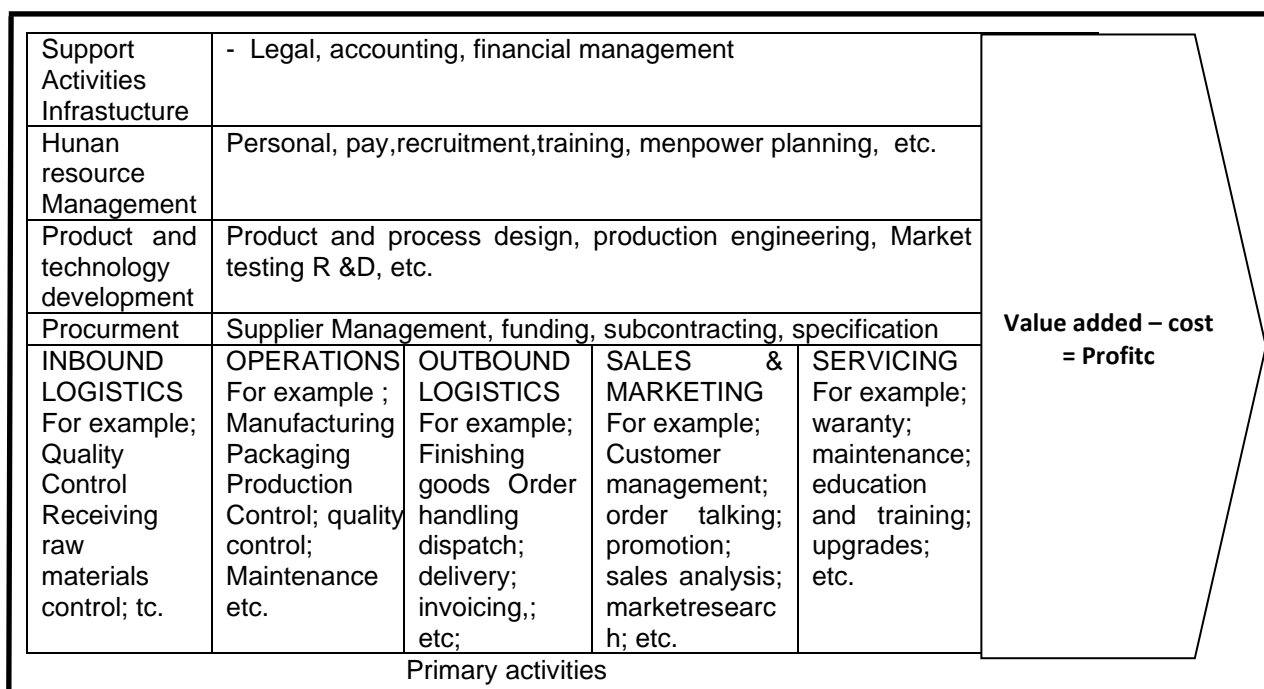 Support
Activities
Infrastucture
- Legal, accounting, financial management
Hunan
resource
Management
Personal, pay,recruitment,training, menpower planning, etc.
Product and
technology
development
Product and process design, production engineering, Market
testing R &D, etc.
Procurment
Supplier Management, funding, subcontracting, specification
INBOUND
LOGISTICS
For example;
Quality
Control
Receiving
raw
materials
control; tc.
OPERATIONS
For example ;
Manufacturing
Packaging
Production
Control; quality
control;
Maintenance
etc.
OUTBOUND
LOGISTICS
For example;
Finishing
goods Order
handling
dispatch;
delivery;
invoicing,;
etc;
SALES &
MARKETING
For example;
Customer
management;
order talking;
promotion;
sales analysis;
marketresearc
h; etc.
SERVICING
For example;
waranty;
maintenance;
education
and training;
upgrades;
etc.
Value added – cost
= Profitc
Primary activities